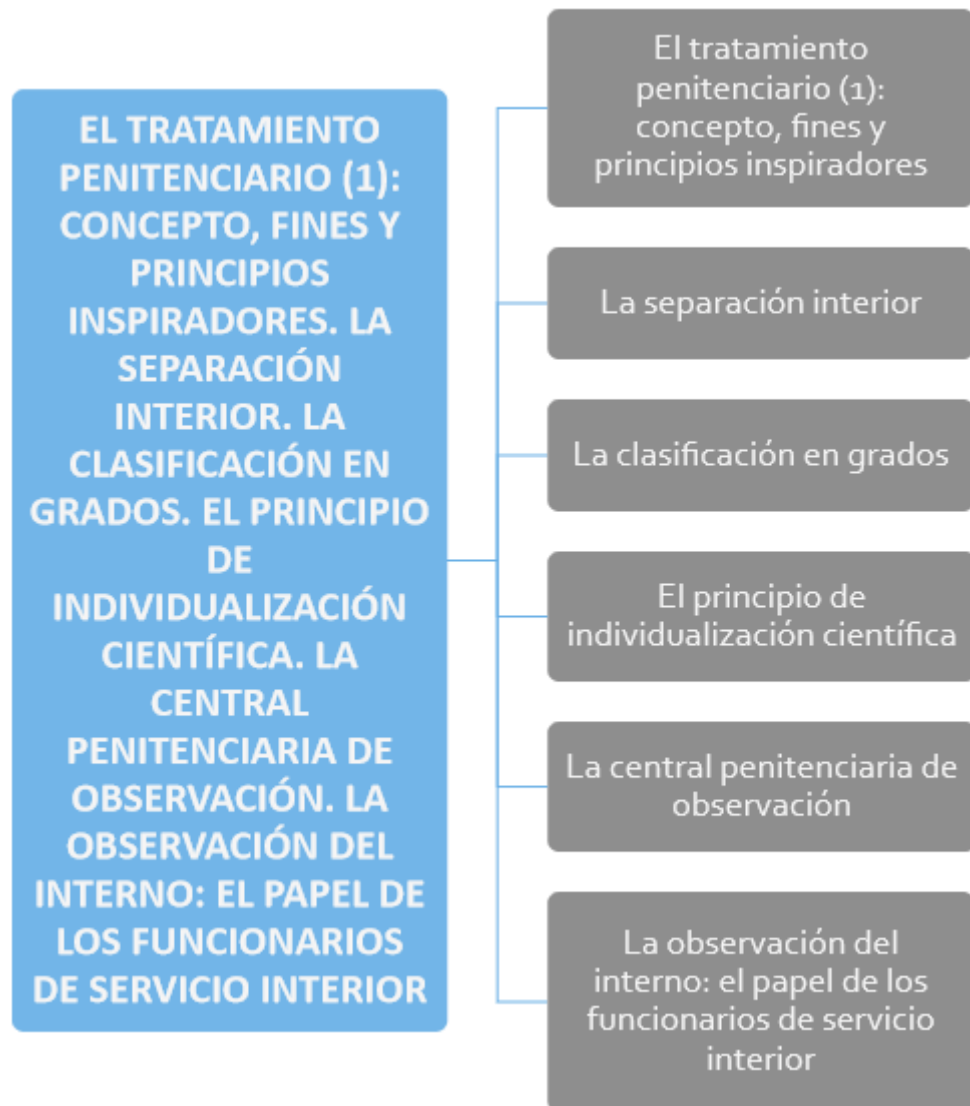 EL TRATAMIENTO
PENITENCIARIO (1):
CONCEPTO, FINES Y
PRINCIPIOS
INSPIRADORES. LA
SEPARACIÓN
INTERIOR. LA
CLASIFICACIÓN EN
GRADOS. EL PRINCIPIO
DE
INDIVIDUALIZACIÓN
CIENTÍFICA. LA
CENTRAL
PENITENCIARIA DE
OBSERVACIÓN. LA
OBSERVACIÓN DEL
INTERNO: EL PAPEL DE
LOS FUNCIONARIOS
DE SERVICIO INTERIOR
El tratamiento
penitenciario (1):
concepto, fines y
principios inspiradores
La separación interior
La clasificación en grados
El principio de
individualización científica
La central penitenciaria de
observación
La observación del
interno: el papel de los
funcionarios de servicio
interior